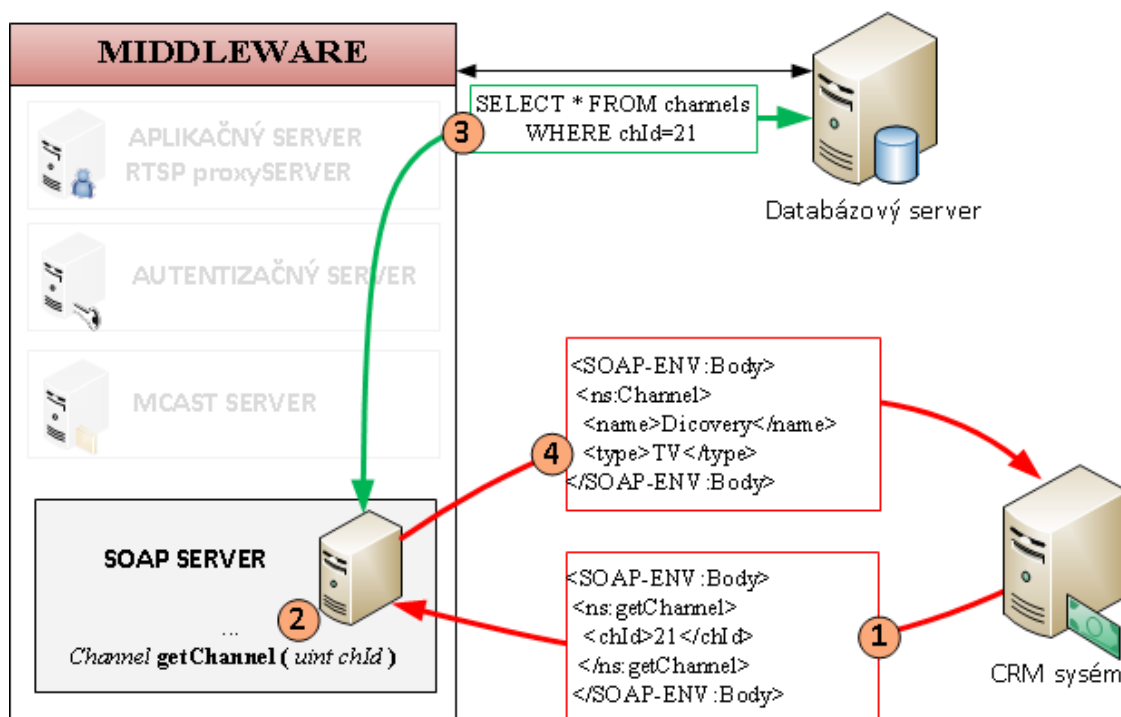 MIDDLEWARE
APLIKAČNÝ SERVER
RTSP proxySERVER
AUTENTIZAČNÝ SERVER
MCAST SERVER
SOAP SERVER
2
...
Channel getChannel ( uint chId )
3
SELECT * FROM channels
WHERE chId=21
Databázový server
4
<SOAP-ENV:Body>
<ns:Channel>
<name>Dicovery</name>
<type>TV</type>
</SOAP-ENV:Body>
<SOAP-ENV:Body>
<ns:getChannel>
<chId>21</chId>
</ns:getChannel>
</SOAP-ENV:Body>
1
CRM sysém